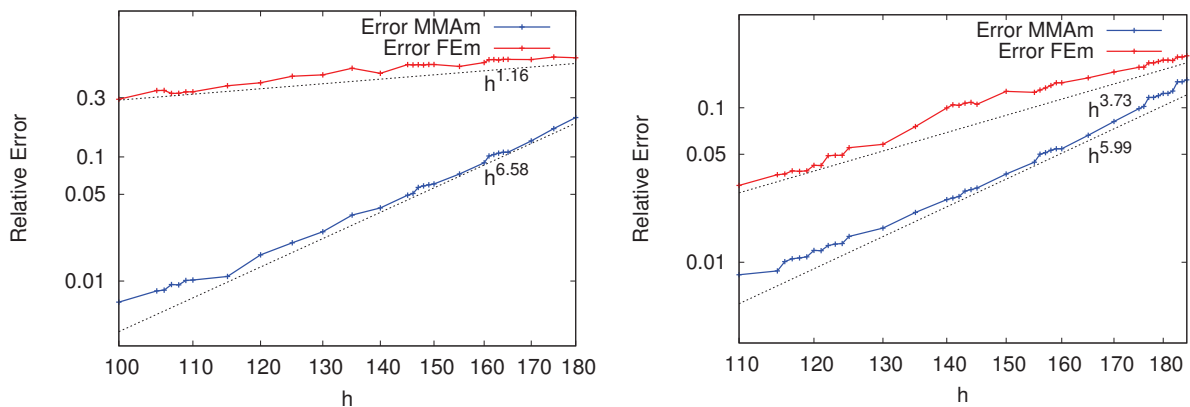 Error MMAm
Error FEm
h^1.16
h^6.58
0.3
0.1
0.05
0.01
Relative Error
100 110 120 130 140 150 160 170 180
h
Error MMAm
Error FEm
h^3.73
h^5.99
0.1
0.05
0.01
Relative Error
110 120 130 140 150 160 170 180
h